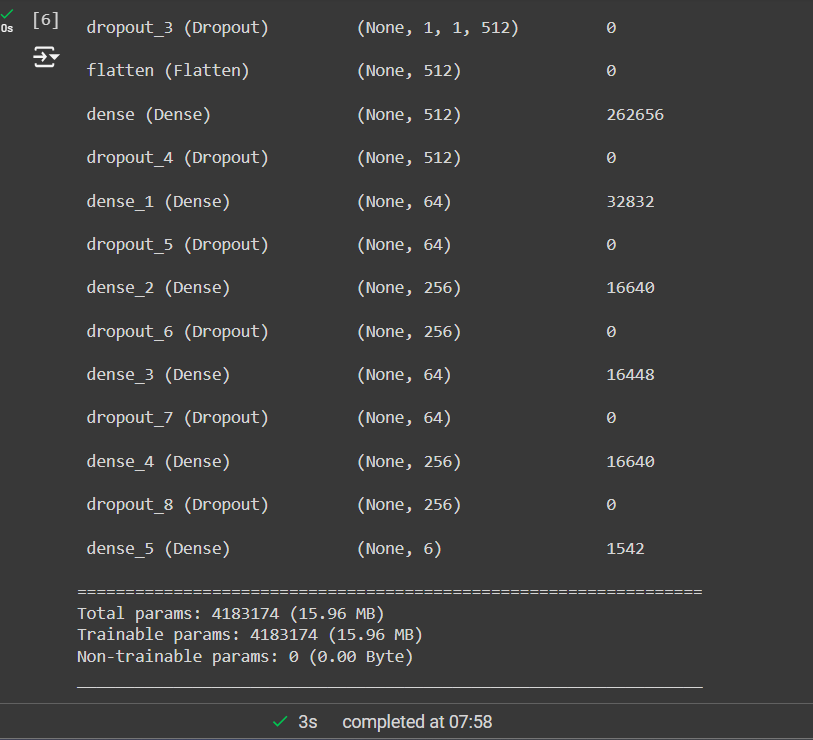 [6]
0s
dropout_3 (Dropout) (None, 1, 1, 512) 0
flatten (Flatten) (None, 512) 0
dense (Dense) (None, 512) 262656
dropout_4 (Dropout) (None, 512) 0
dense_1 (Dense) (None, 64) 32832
dropout_5 (Dropout) (None, 64) 0
dense_2 (Dense) (None, 256) 16640
dropout_6 (Dropout) (None, 256) 0
dense_3 (Dense) (None, 64) 16448
dropout_7 (Dropout) (None, 64) 0
dense_4 (Dense) (None, 256) 16640
dropout_8 (Dropout) (None, 256) 0
dense_5 (Dense) (None, 6) 1542
=================================================================
Total params: 4183174 (15.96 MB)
Trainable params: 4183174 (15.96 MB)
Non-trainable params: 0 (0.00 Byte)
_________________________________________________________________
3s completed at 07:58